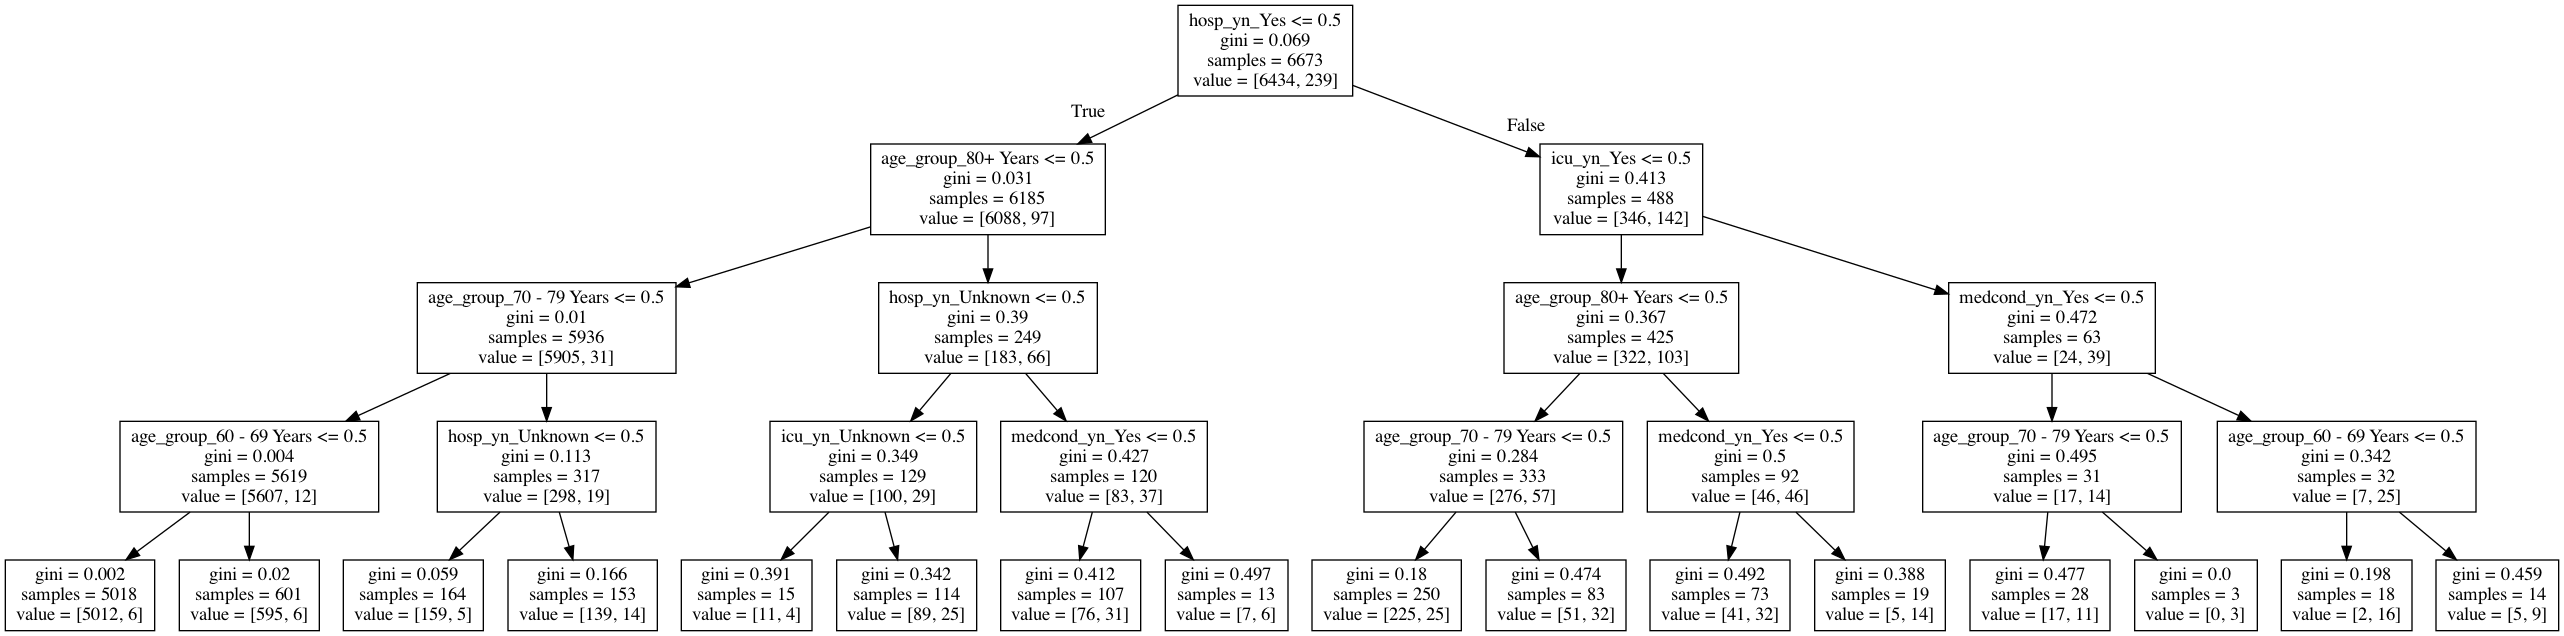 hosp_yn_Yes <= 0.5
gini = 0.069
samples = 6673
value = [6434, 239]
True
False
age_group_80+ Years <= 0.5
gini = 0.031
samples = 6185
value = [6088, 97]
icu_yn_Yes <= 0.5
gini = 0.413
samples = 488
value = [346, 142]
age_group_70 - 79 Years <= 0.5
gini = 0.01
samples = 5936
value = [5905, 31]
hosp_yn_Unknown <= 0.5
gini = 0.39
samples = 249
value = [183, 66]
age_group_80+ Years <= 0.5
gini = 0.367
samples = 425
value = [322, 103]
medcond_yn_Yes <= 0.5
gini = 0.472
samples = 63
value = [24, 39]
age_group_60 - 69 Years <= 0.5
gini = 0.004
samples = 5619
value = [5607, 12]
hosp_yn_Unknown <= 0.5
gini = 0.113
samples = 317
value = [298, 19]
icu_yn_Unknown <= 0.5
gini = 0.349
samples = 129
value = [100, 29]
medcond_yn_Yes <= 0.5
gini = 0.427
samples = 120
value = [83, 37]
age_group_70 - 79 Years <= 0.5
gini = 0.284
samples = 333
value = [276, 57]
medcond_yn_Yes <= 0.5
gini = 0.5
samples = 92
value = [46, 46]
age_group_70 - 79 Years <= 0.5
gini = 0.495
samples = 31
value = [17, 14]
age_group_60 - 69 Years <= 0.5
gini = 0.342
samples = 32
value = [7, 25]
gini = 0.002
samples = 5018
value = [5012, 6]
gini = 0.02
samples = 601
value = [595, 6]
gini = 0.059
samples = 164
value = [159, 5]
gini = 0.166
samples = 153
value = [139, 14]
gini = 0.391
samples = 15
value = [11, 4]
gini = 0.342
samples = 114
value = [89, 25]
gini = 0.412
samples = 107
value = [76, 31]
gini = 0.497
samples = 13
value = [7, 6]
gini = 0.18
samples = 250
value = [225, 25]
gini = 0.474
samples = 83
value = [51, 32]
gini = 0.492
samples = 73
value = [41, 32]
gini = 0.388
samples = 19
value = [5, 14]
gini = 0.477
samples = 28
value = [17, 11]
gini = 0.0
samples = 3
value = [0, 3]
gini = 0.198
samples = 18
value = [2, 16]
gini = 0.459
samples = 14
value = [5, 9]